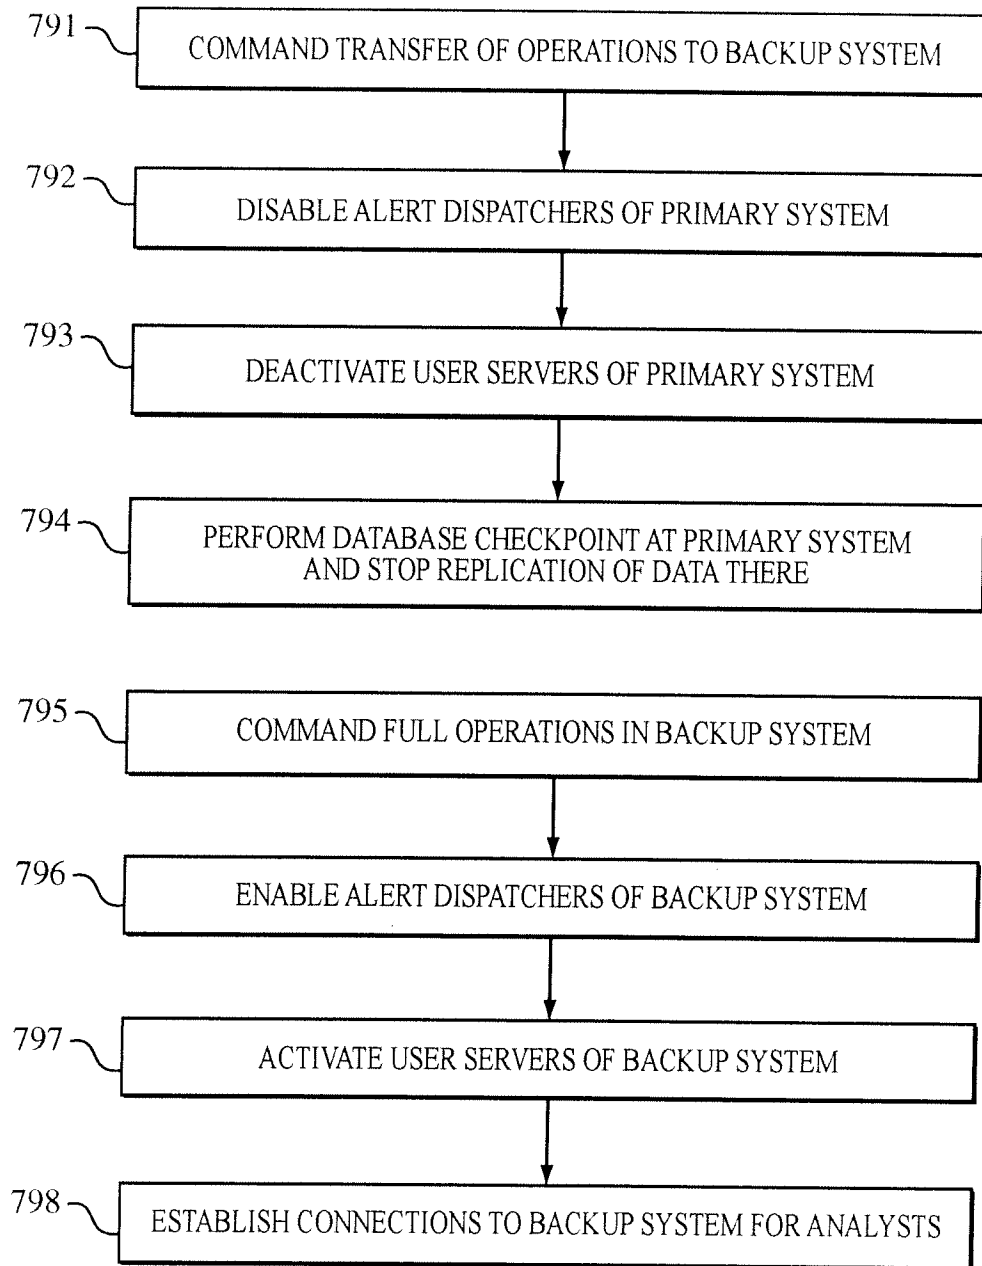 791
COMMAND TRANSFER OF OPERATIONS TO BACKUP SYSTEM
792
DISABLE ALERT DISPATCHERS OF PRIMARY SYSTEM
793
DEACTIVATE USER SERVERS OF PRIMARY SYSTEM
794
PERFORM DATABASE CHECKPOINT AT PRIMARY SYSTEM
AND STOP REPLICATION OF DATA THERE
795
COMMAND FULL OPERATIONS IN BACKUP SYSTEM
796
ENABLE ALERT DISPATCHERS OF BACKUP SYSTEM
797
ACTIVATE USER SERVERS OF BACKUP SYSTEM
798
ESTABLISH CONNECTIONS TO BACKUP SYSTEM FOR ANALYSTS